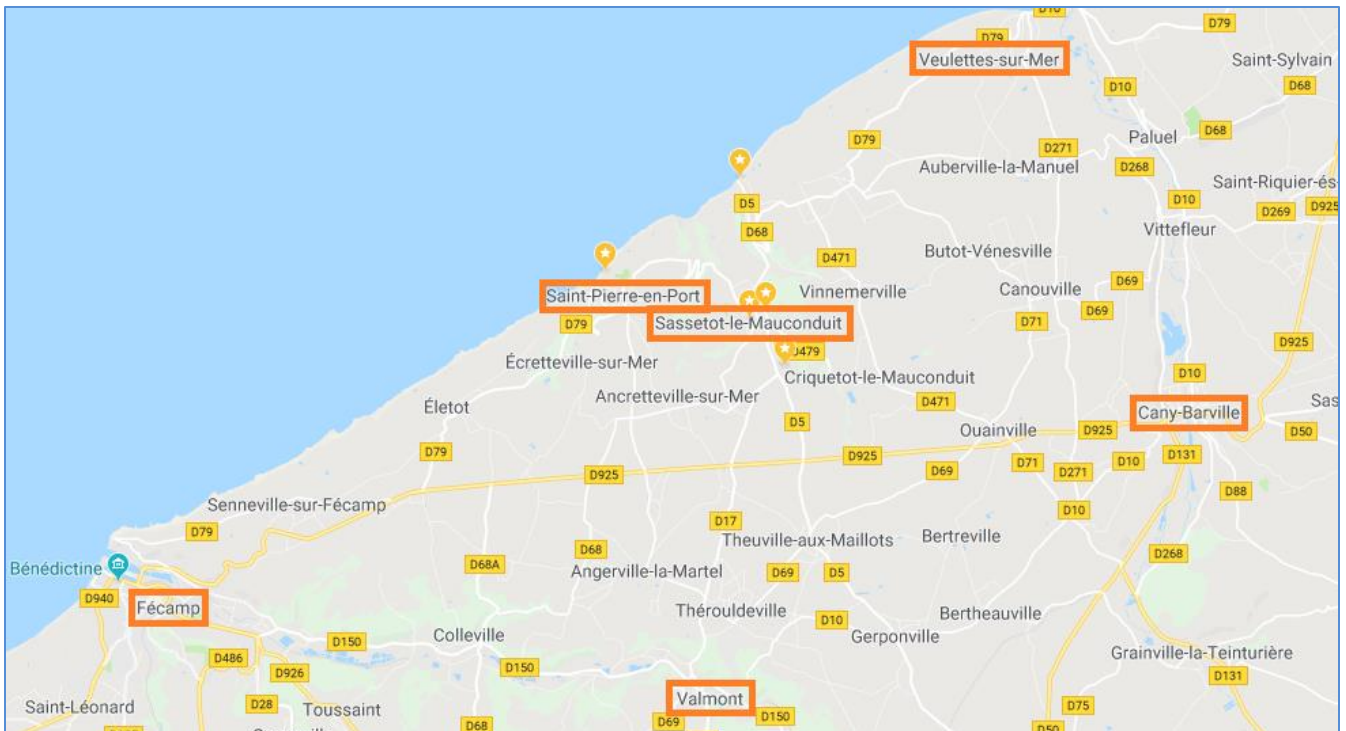 D10
D79
D79
Veulettes-sur-Mer
Saint-Sylvain
D10
D68
D79
Paluel
D68
D271
Auberville-la-Manuel
D268
Saint-Riquier-és-
D5
D10
D269
D925
D68
Vittefleur
D471
Butot-Vénesville
Saint-Pierre-en-Port
Vinnemerville
Canouville
D69
D69
D79
Sassetot-le-Mauconduit
D71
D479
D925
Écretteville-sur-Mer
Criquetot-le-Mauconduit
D10
Életot
Ancretteville-sur-Mer
D471
Cany-Barville
Sas
D5
Ouainville
D925
D50
D79
D925
D925
D69
D71
D271
D10
D131
D88
Senneville-sur-Fécamp
D79
D17
D10
Theuville-aux-Maillots
Bertreville
D68
D268
Bénédictine
D68A
Angerville-la-Martel
D69
D5
D940
Fécamp
Thérouldeville
D10
Bertheauville
Gerponville
D150
Colleville
D486
D926
D150
Grainville-la-Teinturière
D131
Saint-Léonard
D28
Toussaint
Valmont
D75
D68
D69
D150
D50